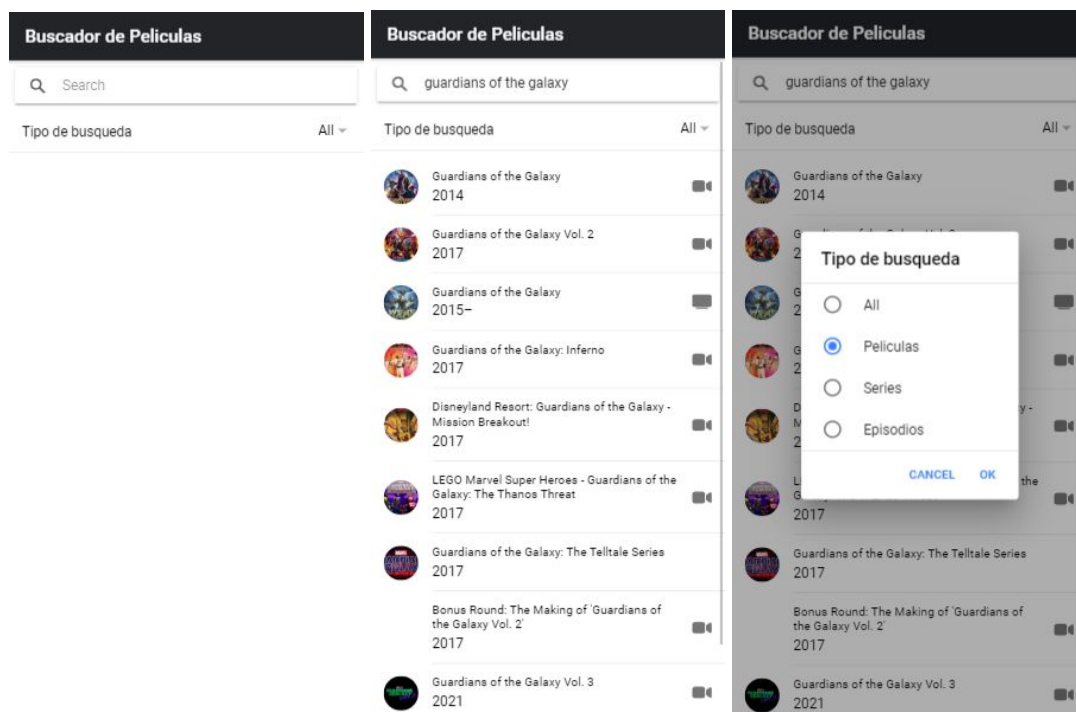 Buscador de Peliculas
Search
Tipo de busqueda
All
Buscador de Peliculas
guardians of the galaxy
Tipo de busqueda
All
Guardians of the Galaxy
2014
Guardians of the Galaxy Vol. 2
2017
Guardians of the Galaxy
2015–
Guardians of the Galaxy: Inferno
2017
Disneyland Resort: Guardians of the Galaxy -
Mission Breakout!
2017
LEGO Marvel Super Heroes - Guardians of the
Galaxy: The Thanos Threat
2017
Guardians of the Galaxy: The Telltale Series
2017
Bonus Round: The Making of 'Guardians of
the Galaxy Vol. 2'
2017
Guardians of the Galaxy Vol. 3
2021
Buscador de Peliculas
guardians of the galaxy
Tipo de busqueda
All
Guardians of the Galaxy
2014
Tipo de busqueda
All
Peliculas
Series
Episodios
CANCEL
OK
the
2017
Guardians of the Galaxy: The Telltale Series
2017
Bonus Round: The Making of 'Guardians of
the Galaxy Vol. 2'
2017
Guardians of the Galaxy Vol. 3
2021